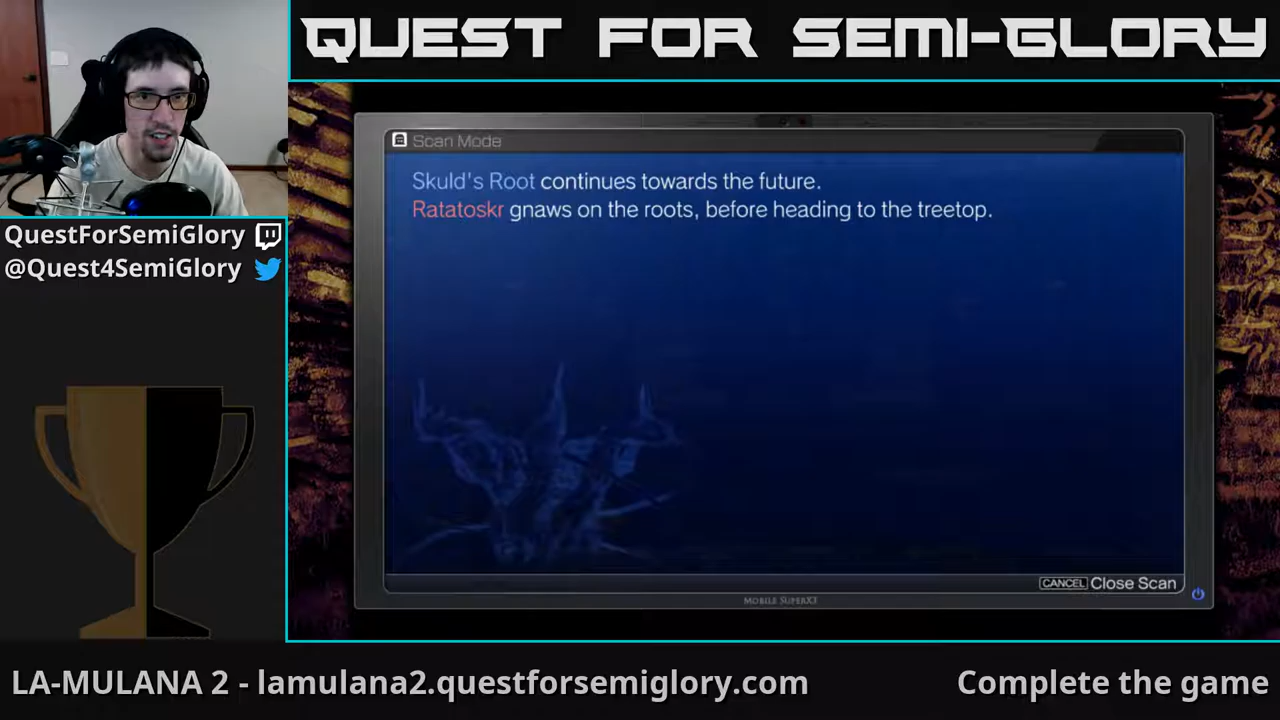 QUEST FOR SEMI-GLORY
Scan Mode
Skuld's Root continues towards the future.
Ratatoskr gnaws on the roots, before heading to the treetop.
QuestForSemiGlory
@Quest4SemiGlory
CANCEL Close Scan
MOBILE SUPERX3
LA-MULANA 2 - lamulana2.questforsemiglory.com
Complete the game